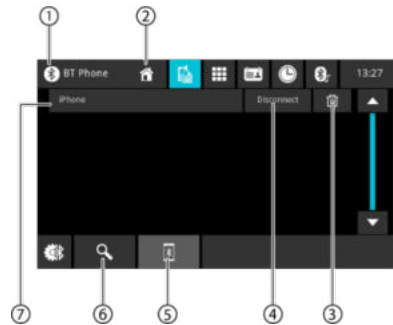 ① ②
BT Phone 13:27
iPhone Disconnect
⑦ ⑥ ⑤ ④ ③